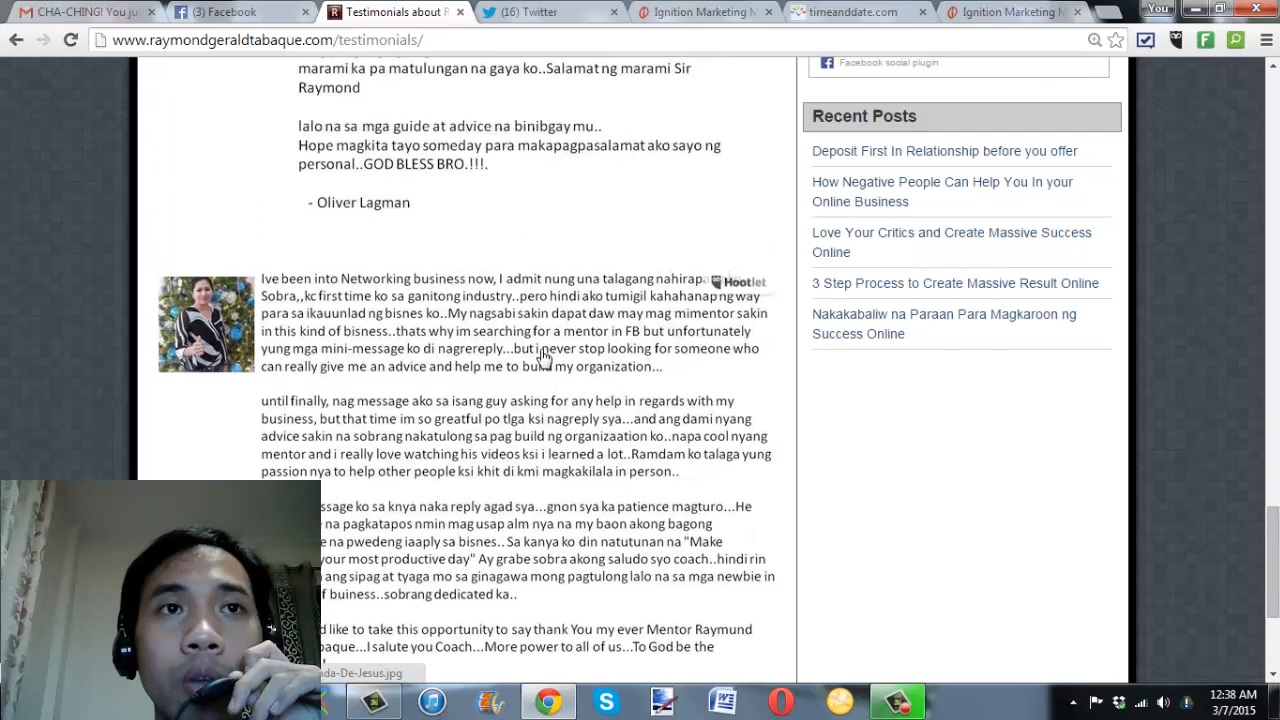 CHA-CHING! You jus
(3) Facebook
Testimonials about R
(16) Twitter
Ignition Marketing M
timeanddate.com
Ignition Marketing M
You
www.raymondgeraldtabaque.com/testimonials/
marami ka pa matulungan na gaya ko..Salamat ng marami Sir
Raymond
lalo na sa mga guide at advice na binibgay mu..
Hope magkita tayo someday para makapagpasalamat ako sayo ng
personal..GOD BLESS BRO.!!!.
- Oliver Lagman
Ive been into Networking business now, I admit nung una talagang nahirapa
Hootlet
Sobra,,kc first time ko sa ganitong industry..pero hindi ako tumigil kahahanap ng way
para sa ikauunlad ng bisnes ko..My nagsabi sakin dapat daw may mag mimentor sakin
in this kind of bisness..thats why im searching for a mentor in FB but unfortunately
yung mga mini-message ko di nagrereply...but i never stop looking for someone who
can really give me an advice and help me to build my organization...
until finally, nag message ako sa isang guy asking for any help in regards with my
business, but that time im so greatful po tlga ksi nagreply sya...and ang dami nyang
advice sakin na sobrang nakatulong sa pag build ng organizaation ko..napa cool nyang
mentor and i really love watching his videos ksi i learned a lot..Ramdam ko talaga yung
passion nya to help other people ksi khit di kmi magkakilala in person..
ssage ko sa knya naka reply agad sya...gnon sya ka patience magturo...He
e na pagkatapos nmin mag usap alm nya na my baon akong bagong
e na pwedeng iaaply sa bisnes.. Sa kanya ko din natutunan na "Make
your most productive day" Ay grabe sobra akong saludo syo coach..hindi rin
ang sipag at tyaga mo sa ginagawa mong pagtulong lalo na sa mga newbie in
of buiness..sobrang dedicated ka..
d like to take this opportunity to say thank You my ever Mentor Raymund
baque...I salute you Coach...More power to all of us...To God be the
nda-De-Jesus.jpg
Facebook social plugin
Recent Posts
Deposit First In Relationship before you offer
How Negative People Can Help You In your
Online Business
Love Your Critics and Create Massive Success
Online
3 Step Process to Create Massive Result Online
Nakakabaliw na Paraan Para Magkaroon ng
Success Online
12:38 AM
3/7/2015